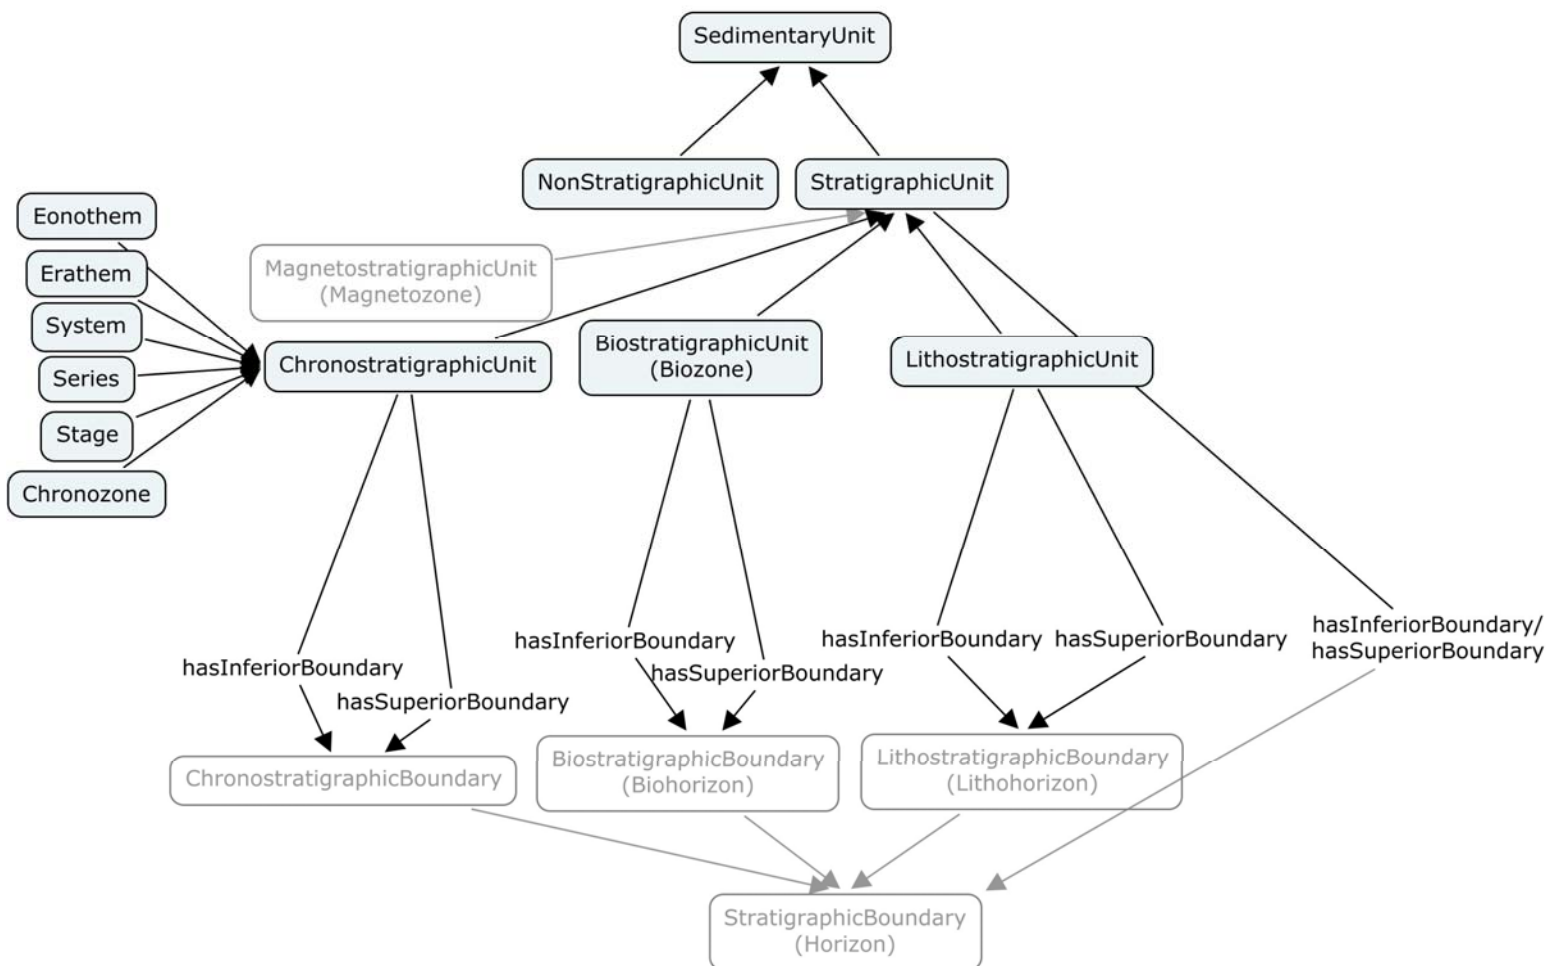 SedimentaryUnit
NonStratigraphicUnit
StratigraphicUnit
Eonothem
Erathem
System
Series
Stage
Chronozone
MagnetostratigraphicUnit
(Magnetozone)
ChronostratigraphicUnit
BiostratigraphicUnit
(Biozone)
LithostratigraphicUnit
hasInferiorBoundary
hasSuperiorBoundary
hasInferiorBoundary
hasSuperiorBoundary
hasInferiorBoundary
hasSuperiorBoundary
hasInferiorBoundary/
hasSuperiorBoundary
ChronostratigraphicBoundary
BiostratigraphicBoundary
(Biohorizon)
LithostratigraphicBoundary
(Lithohorizon)
StratigraphicBoundary
(Horizon)